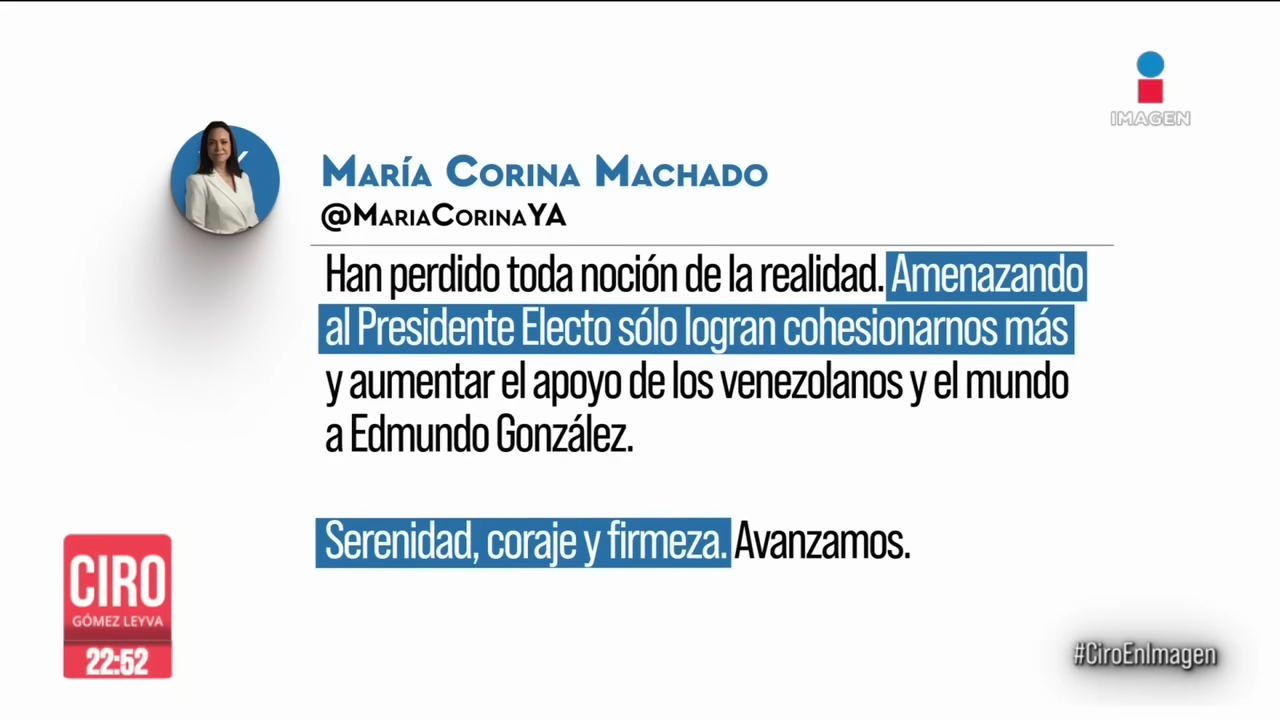 IMAGEN
MARÍA CORINA MACHADO
@MARIACORINAYA
Han perdido toda noción de la realidad. Amenazando
al Presidente Electo sólo logran cohesionarnos más
y aumentar el apoyo de los venezolanos y el mundo
a Edmundo González.
Serenidad, coraje y firmeza. Avanzamos.
CIRO
GÓMEZ LEYVA
22:52
#CiroEnImagen